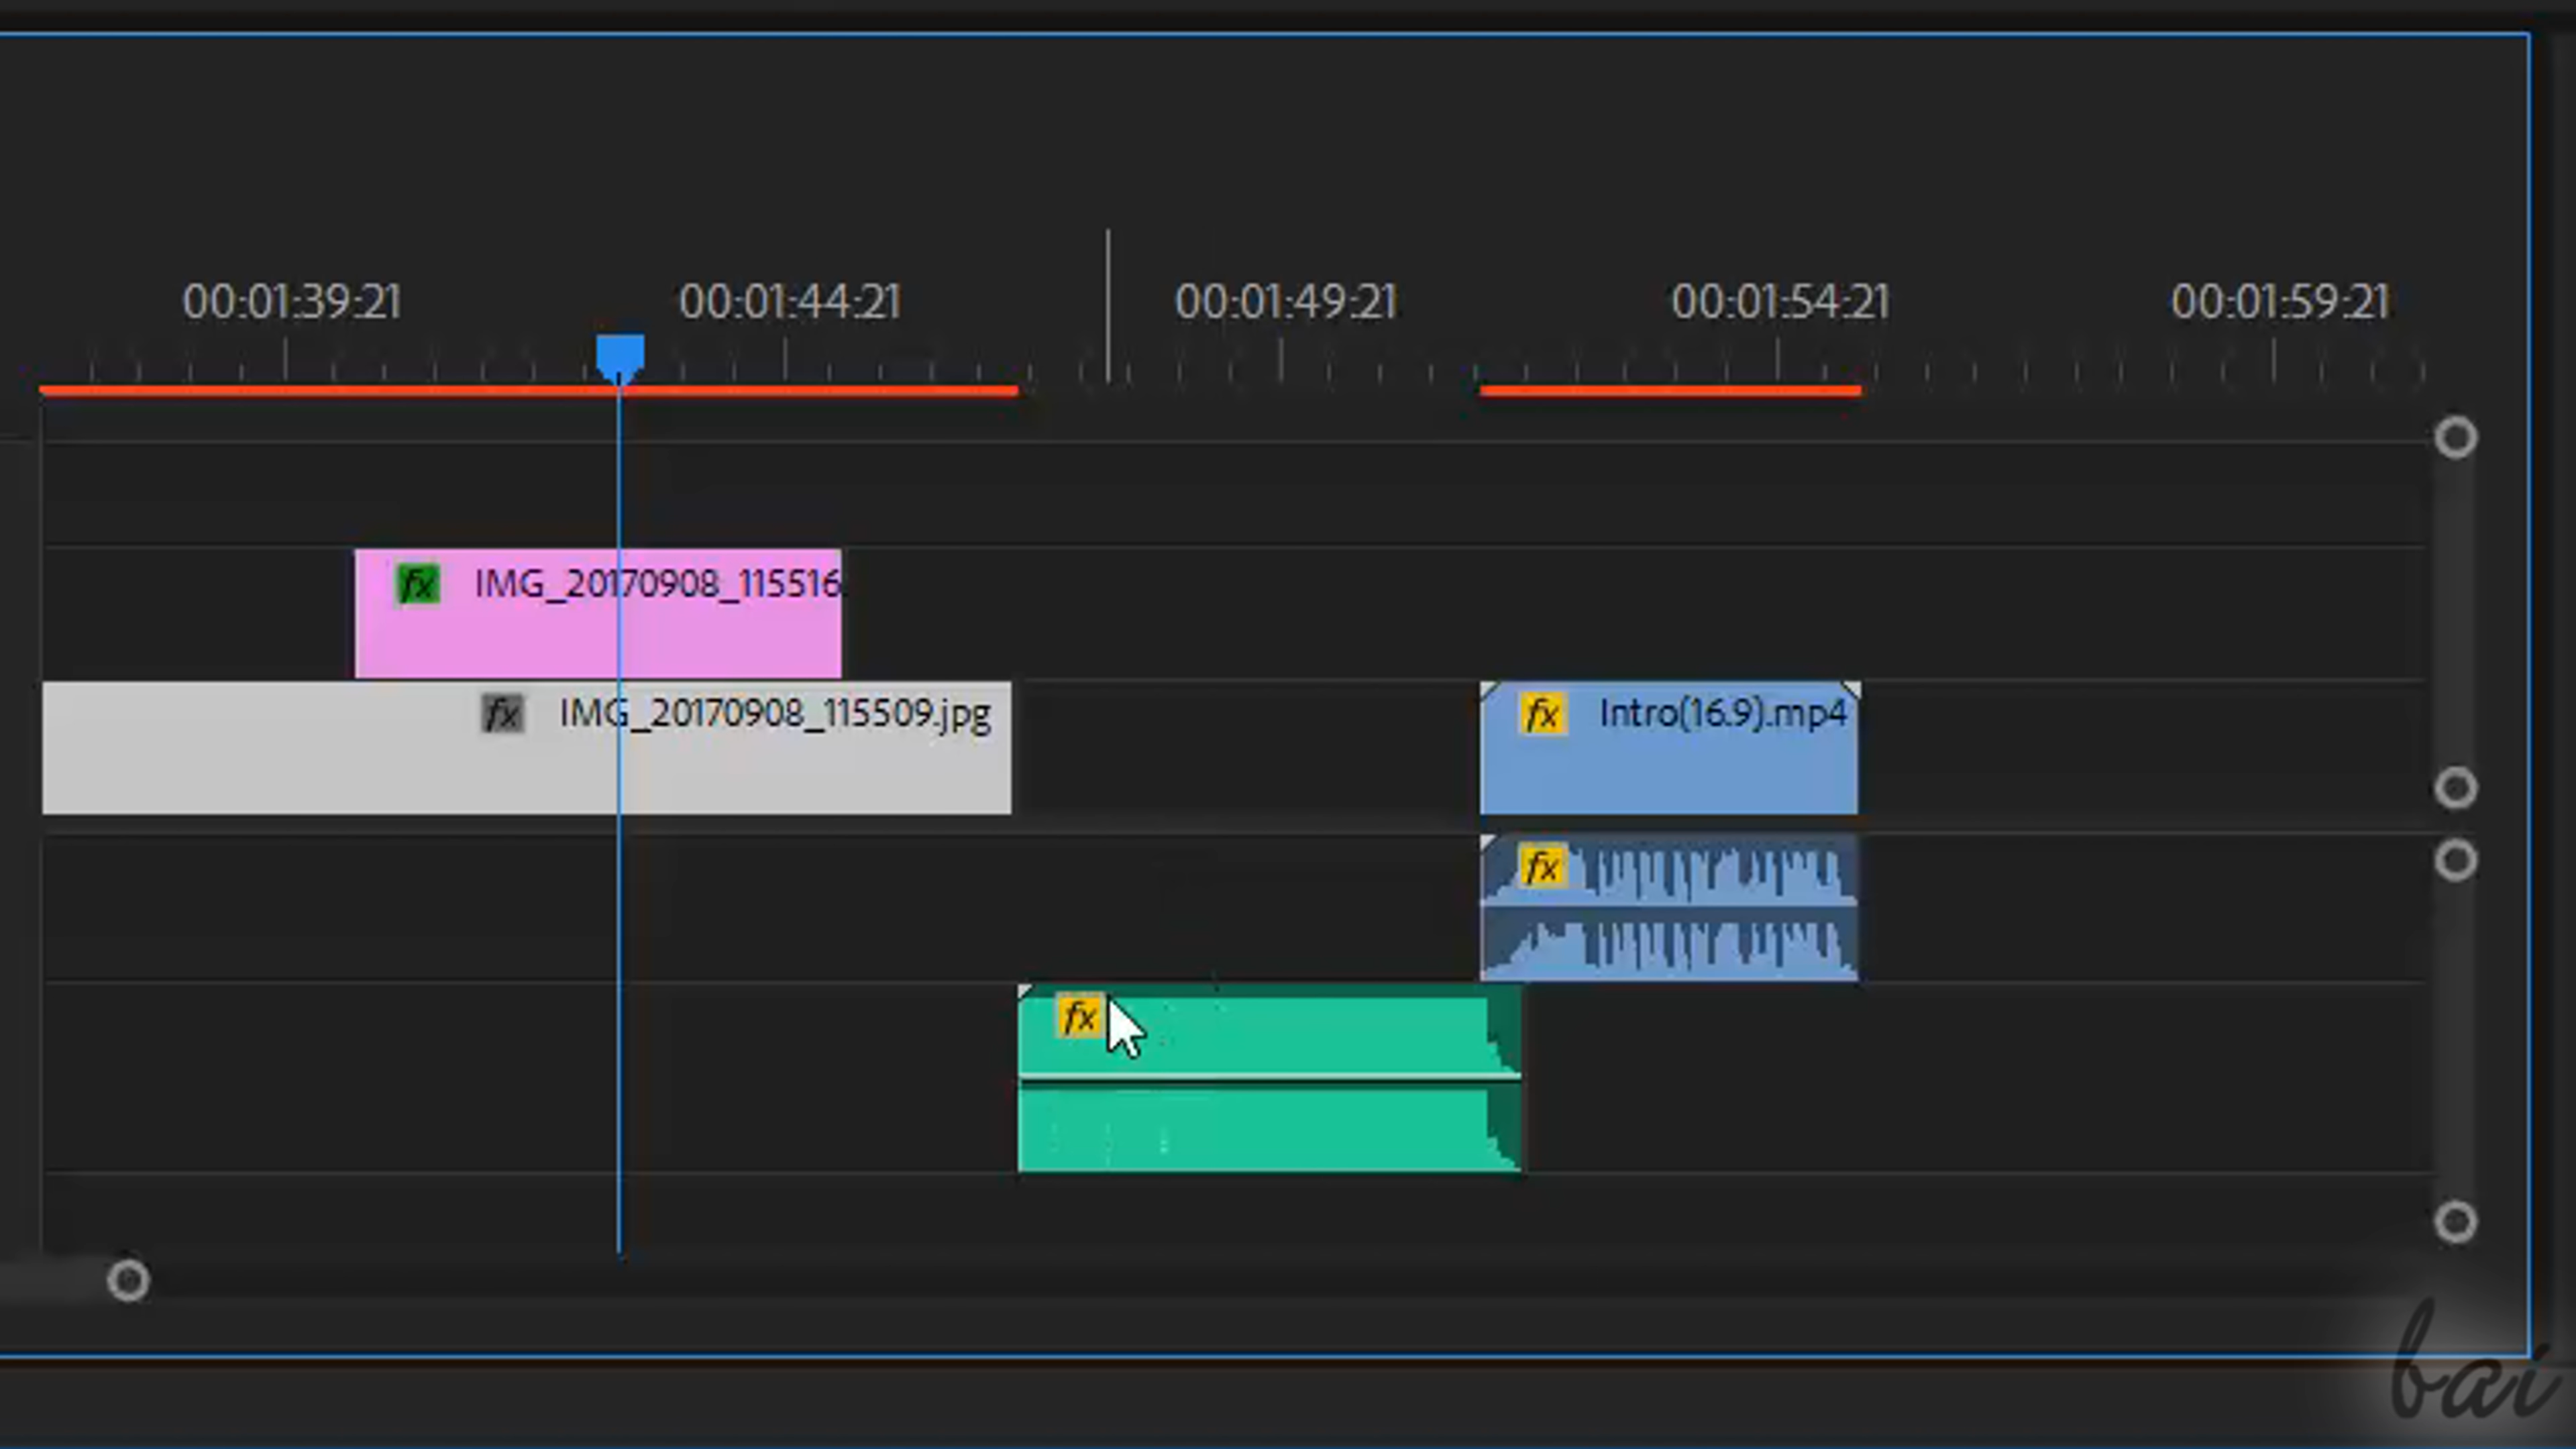 00:01:39:21 00:01:44:21 00:01:49:21 00:01:54:21 00:01:59:21
fx IMG_20170908_115516
fx IMG_20170908_115509.jpg fx Intro(16.9).mp4
fx
fx
bai